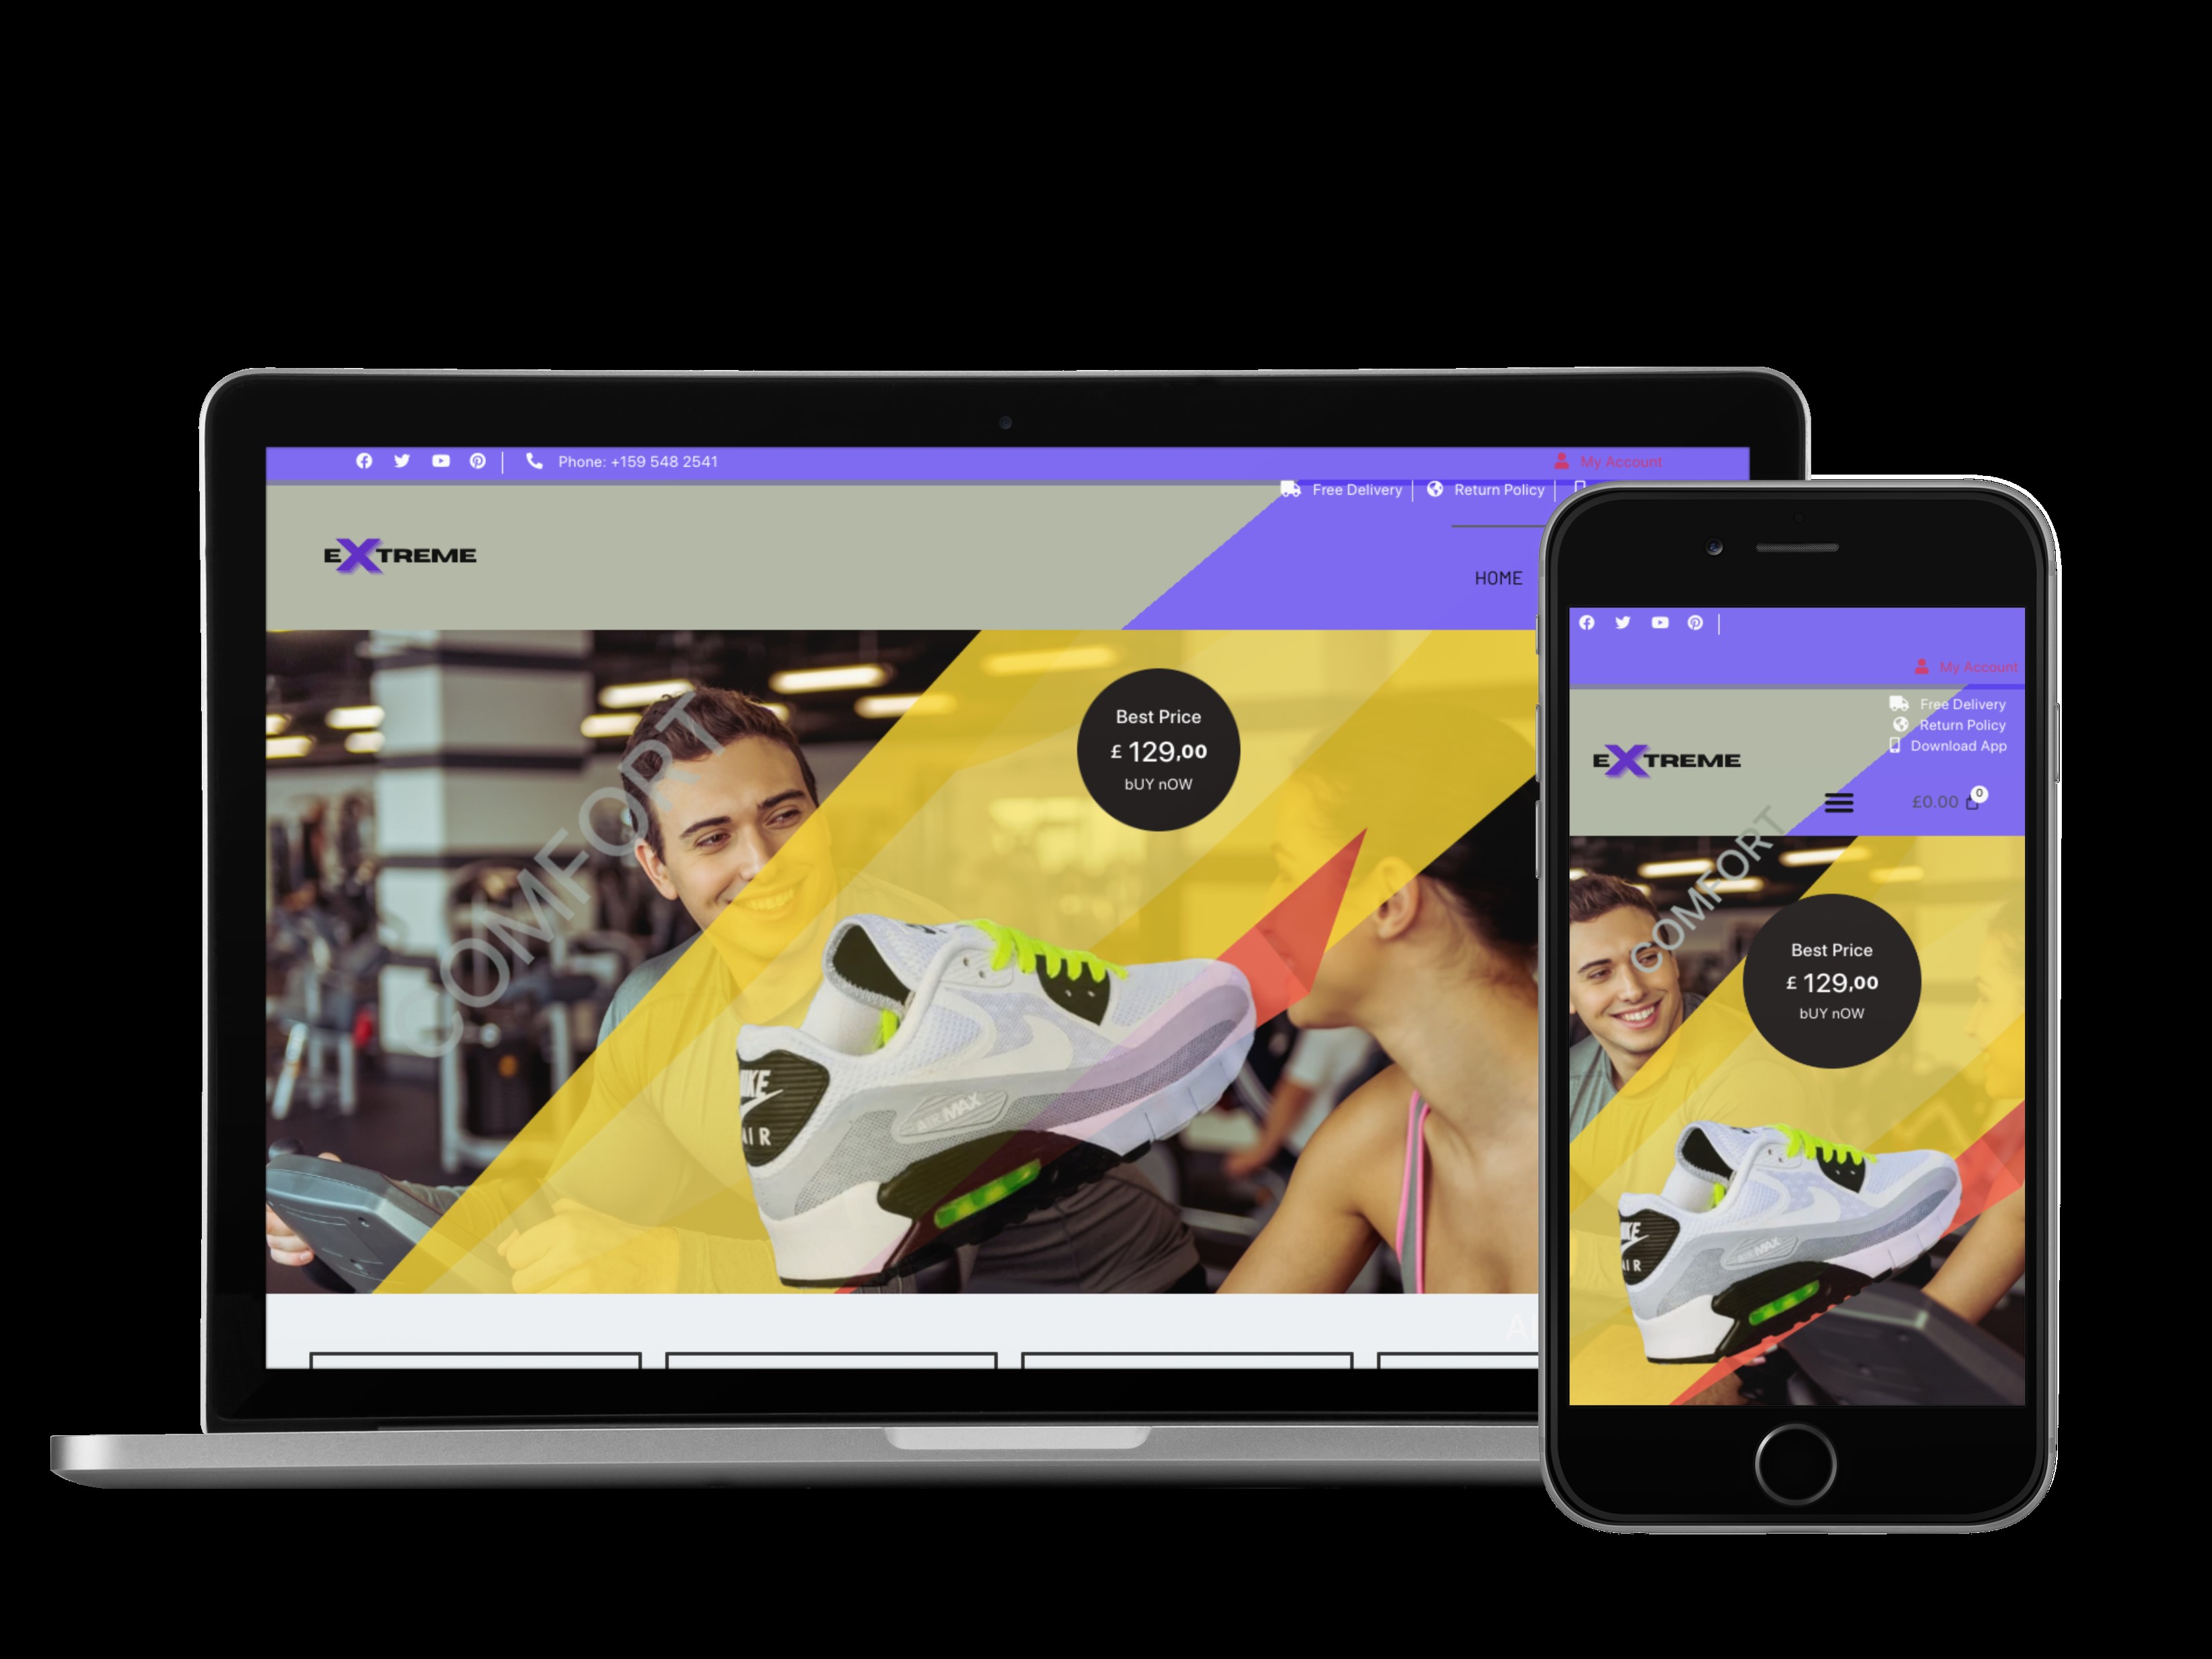 Phone: +159 548 2541
My Account
Free Delivery
Return Policy
EXTREME
HOME
COMFORT
Best Price
£ 129,00
bUY nOW
NIKE
AIR
AIR MAX
My Account
Free Delivery
Return Policy
Download App
EXTREME
£0.00
0
COMFORT
Best Price
£ 129,00
bUY nOW
NIKE
AIR
AIR MAX